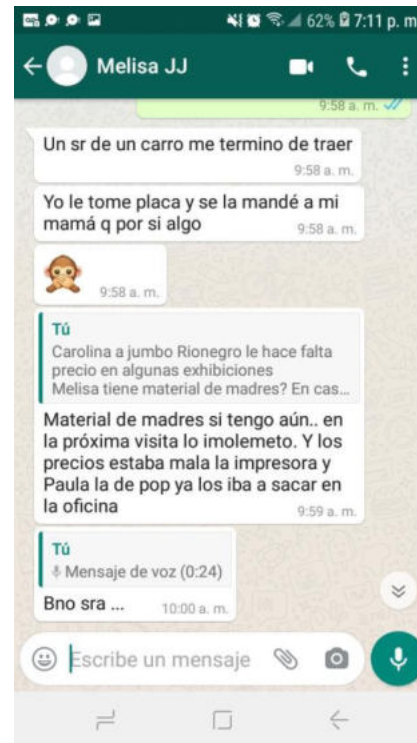 62% 7:11 p. m
Melisa JJ
9:58 a. m.
Un sr de un carro me termino de traer
9:58 a. m.
Yo le tome placa y se la mandé a mi
mamá q por si algo
9:58 a. m.
9:58 a. m.
Tú
Carolina a jumbo Rionegro le hace falta
precio en algunas exhibiciones
Melisa tiene material de madres? En cas...
Material de madres si tengo aún.. en
la próxima visita lo imolemeto. Y los
precios estaba mala la impresora y
Paula la de pop ya los iba a sacar en
la oficina
9:59 a. m.
Tú
Mensaje de voz (0:24)
Bno sra ...
10:00 a. m.
Escribe un mensaje